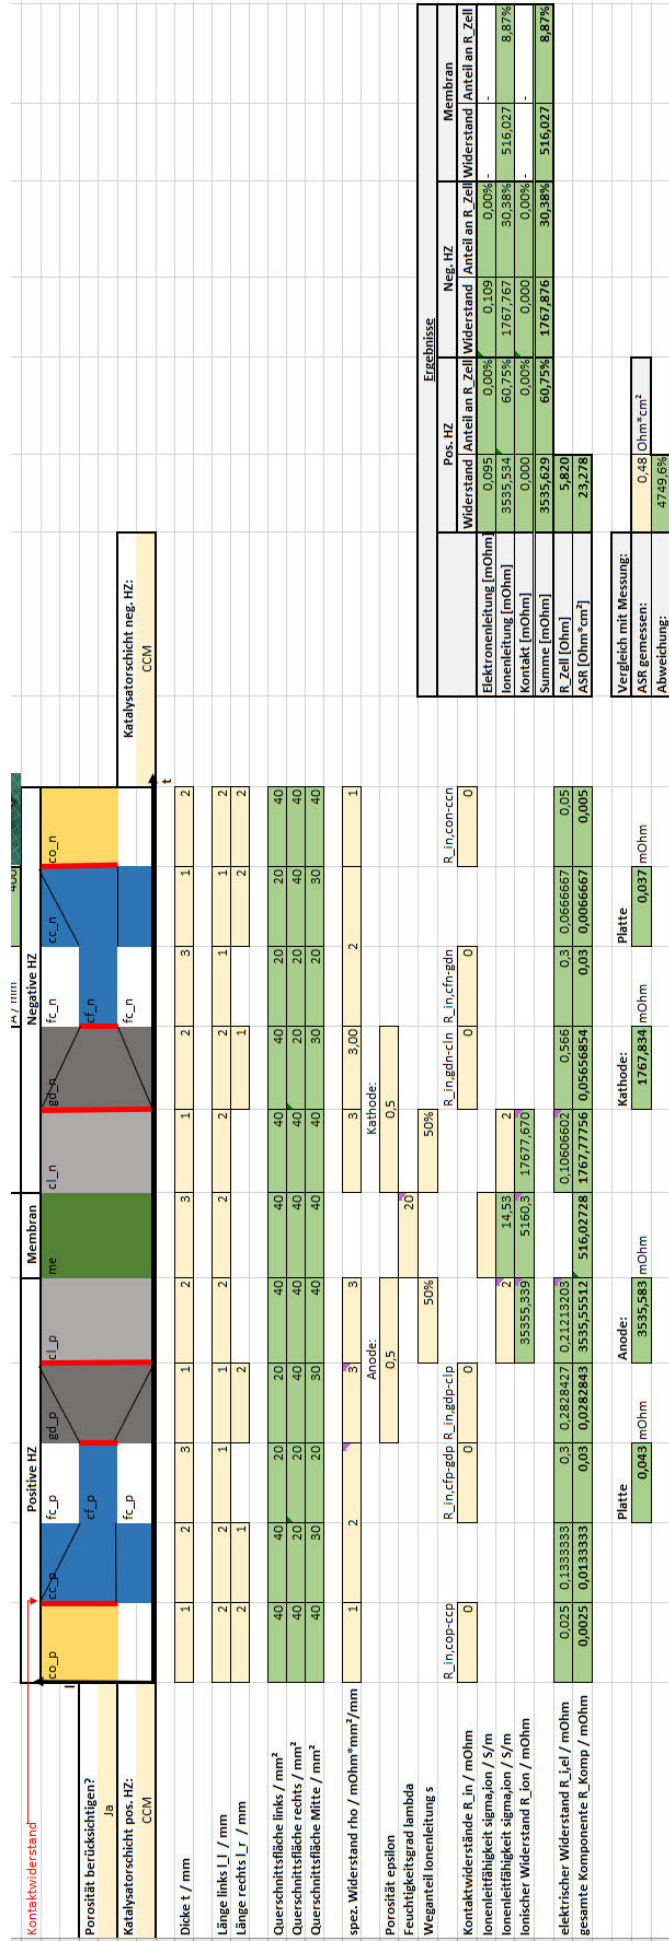 Kontaktwiderstand
A / mm
400
Positive HZ Membran Negative HZ
l co_p cc_p fc_p gd_p cl_p me cl_n gd_n fc_n cc_n co_n
Porosität berücksichtigen? cf_p cf_n
Ja
Katalysatorschicht pos. HZ: fc_p fc_n Katalysatorschicht neg. HZ:
CCM CCM
t
Dicke t / mm 1 2 3 1 2 3 1 2 3 1 2
Länge links l_l / mm 2 2 1 1 2 2 2 2 1 1 2
Länge rechts l_r / mm 2 1 2 1 2 2
Querschnittsfläche links / mm² 40 40 20 20 40 40 40 40 20 20 40
Querschnittsfläche rechts / mm² 40 20 20 40 40 40 40 20 20 40 40
Querschnittsfläche Mitte / mm² 40 30 20 30 40 40 40 30 20 30 40
spez. Widerstand rho / mOhm*mm²/mm 1 2 3 3 3 3,00 2 1
Anode: Kathode:
Porosität epsilon 0,5 0,5
Feuchtigkeitsgrad lambda 20
Weganteil Ionenleitung s 50% 50%
R_in,cop-ccp R_in,cfp-gdp R_in,gdp-clp R_in,gdn-cln R_in,cfn-gdn R_in,con-ccn
Kontaktwiderstände R_in / mOhm 0 0 0 0 0 0
Ionenleitfähigkeit sigma,ion / S/m
Ionenleitfähigkeit sigma,ion / S/m 2 14,53 2
Ionischer Widerstand R_ion / mOhm 35355,339 5160,3 17677,670
elektrischer Widerstand R_i,el / mOhm 0,025 0,1333333 0,3 0,2828427 0,21213203 0,10606602 0,566 0,3 0,0666667 0,05
gesamte Komponente R_Komp / mOhm 0,0025 0,0133333 0,03 0,0282843 3535,55512 516,02728 1767,77756 0,05656854 0,03 0,0066667 0,005
Platte Anode: Kathode: Platte
0,043 mOhm 3535,583 mOhm 1767,834 mOhm 0,037 mOhm
Ergebnisse
Pos. HZ Neg. HZ Membran
Widerstand Anteil an R_Zell Widerstand Anteil an R_Zell Widerstand Anteil an R_Zell
Elektronenleitung [mOhm] 0,095 0,00% 0,109 0,00% - -
Ionenleitung [mOhm] 3535,534 60,75% 1767,767 30,38% 516,027 8,87%
Kontakt [mOhm] 0,000 0,00% 0,000 0,00% - -
Summe [mOhm] 3535,629 60,75% 1767,876 30,38% 516,027 8,87%
R_Zell [Ohm] 5,820
ASR [Ohm*cm²] 23,278
Vergleich mit Messung:
ASR gemessen: 0,48 Ohm*cm²
Abweichung: 4749,6%